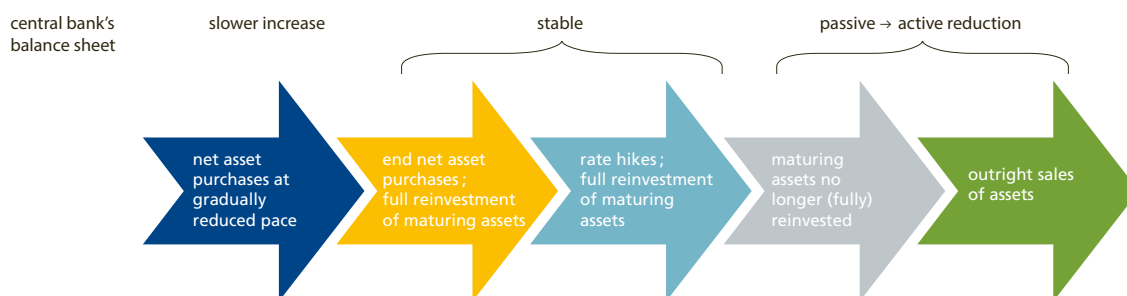 central bank's
balance sheet
slower increase
stable
passive → active reduction
net asset
purchases at
gradually
reduced pace
end net asset
purchases ;
full reinvestment
of maturing assets
rate hikes ;
full reinvestment
of maturing
assets
maturing
assets no
longer (fully)
reinvested
outright sales
of assets